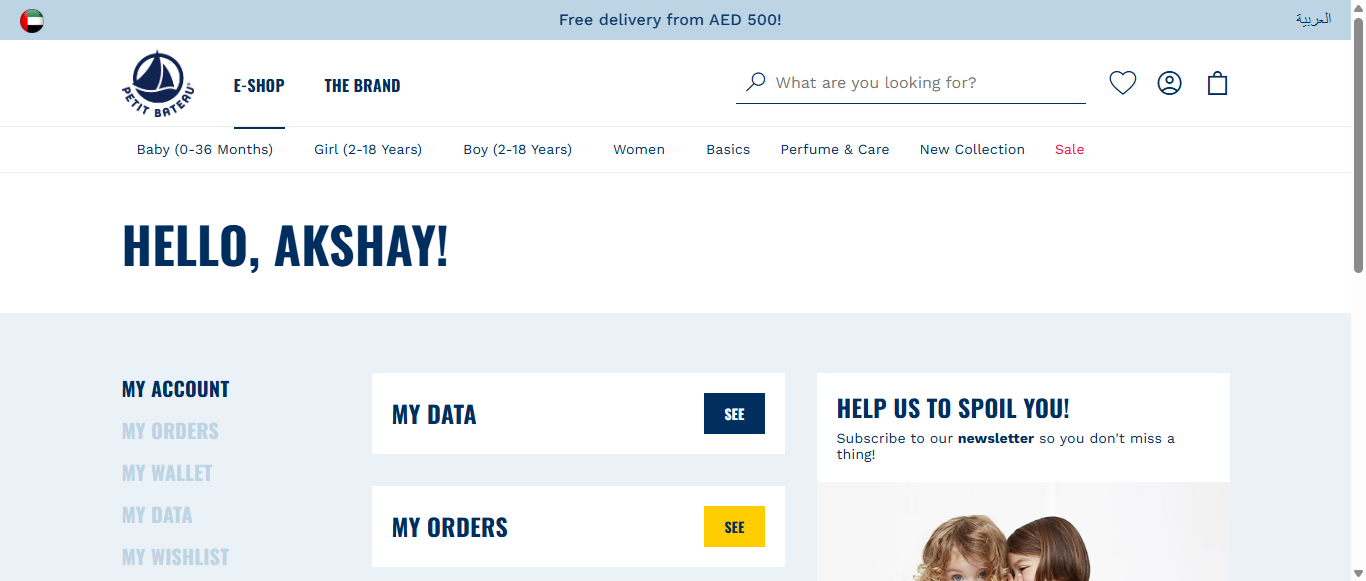 Free delivery from AED 500!
العربية
PETIT BATEAU
E-SHOP
THE BRAND
What are you looking for?
Baby (0-36 Months)
Girl (2-18 Years)
Boy (2-18 Years)
Women
Basics
Perfume & Care
New Collection
Sale
HELLO, AKSHAY!
MY ACCOUNT
MY ORDERS
MY WALLET
MY DATA
MY WISHLIST
MY DATA
SEE
MY ORDERS
SEE
HELP US TO SPOIL YOU!
Subscribe to our newsletter so you don't miss a
thing!